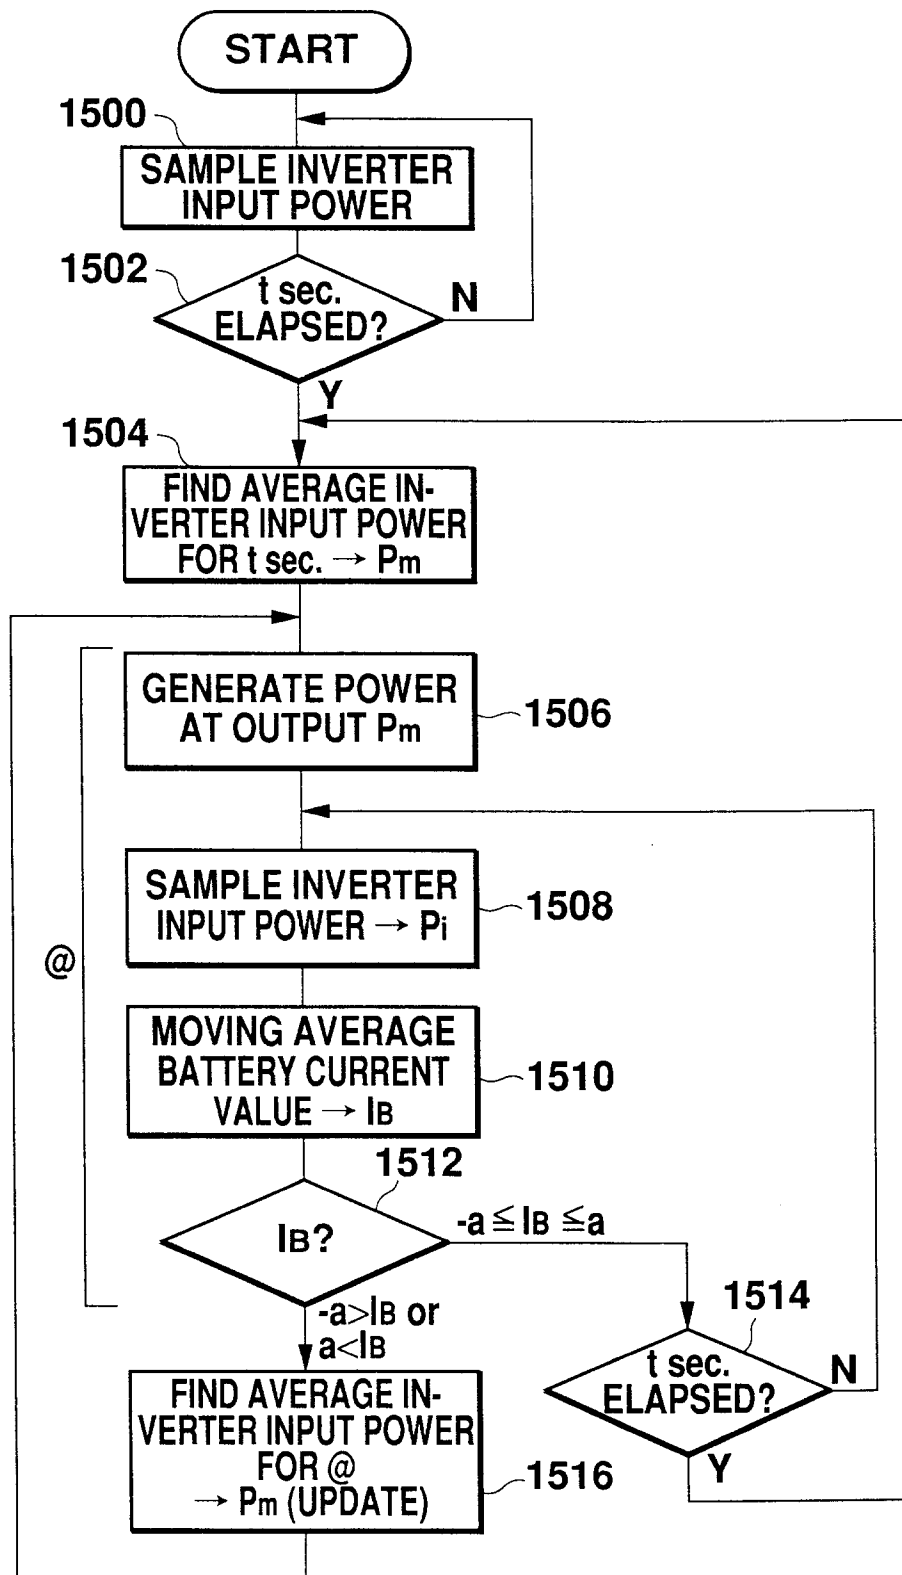 START
1500
SAMPLE INVERTER
INPUT POWER
1502
t sec.
ELAPSED?
N
Y
1504
FIND AVERAGE IN-
VERTER INPUT POWER
FOR t sec. → Pm
GENERATE POWER
AT OUTPUT Pm
1506
SAMPLE INVERTER
INPUT POWER → Pi
1508
@
MOVING AVERAGE
BATTERY CURRENT
VALUE → IB
1510
1512
IB?
-a ≦ IB ≦ a
-a>IB or
a<IB
1514
t sec.
ELAPSED?
N
Y
FIND AVERAGE IN-
VERTER INPUT POWER
FOR @
→ Pm (UPDATE)
1516